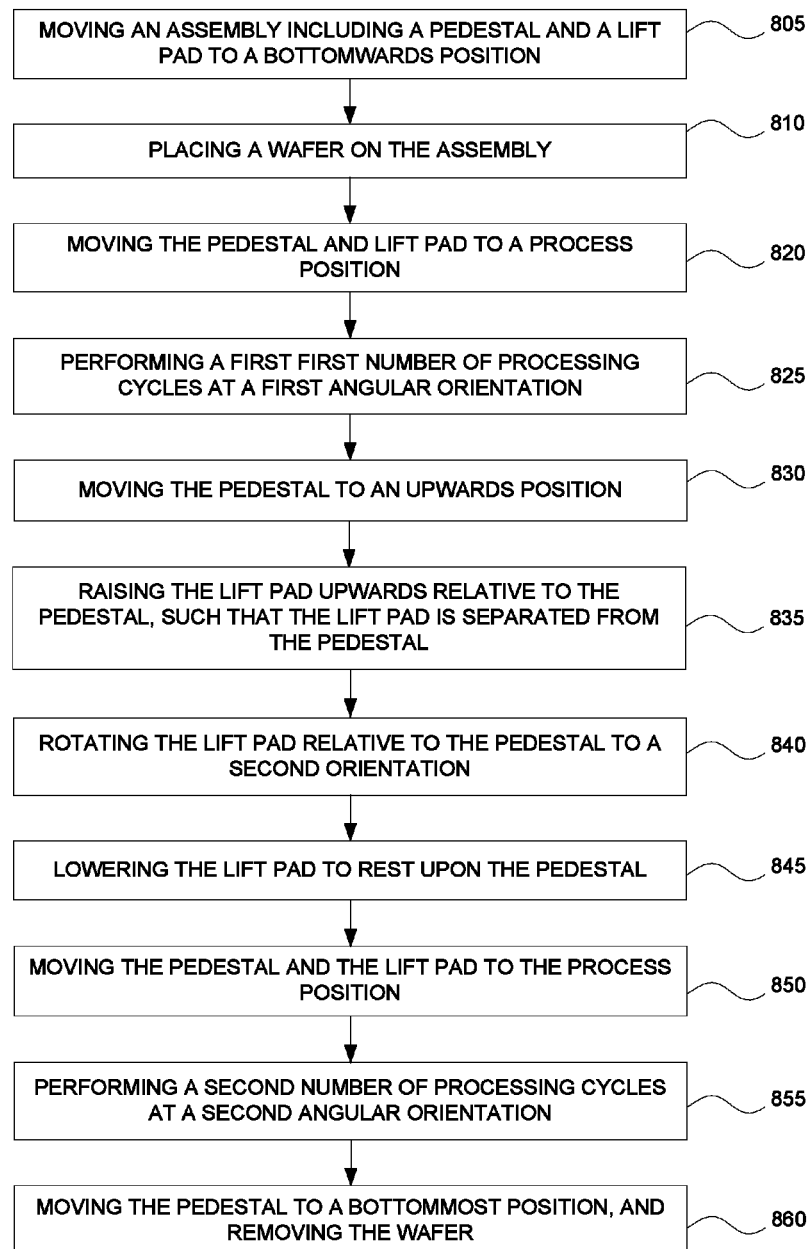 MOVING AN ASSEMBLY INCLUDING A PEDESTAL AND A LIFT
PAD TO A BOTTOMWARDS POSITION
805
PLACING A WAFER ON THE ASSEMBLY
810
MOVING THE PEDESTAL AND LIFT PAD TO A PROCESS
POSITION
820
PERFORMING A FIRST FIRST NUMBER OF PROCESSING
CYCLES AT A FIRST ANGULAR ORIENTATION
825
MOVING THE PEDESTAL TO AN UPWARDS POSITION
830
RAISING THE LIFT PAD UPWARDS RELATIVE TO THE
PEDESTAL, SUCH THAT THE LIFT PAD IS SEPARATED FROM
THE PEDESTAL
835
ROTATING THE LIFT PAD RELATIVE TO THE PEDESTAL TO A
SECOND ORIENTATION
840
LOWERING THE LIFT PAD TO REST UPON THE PEDESTAL
845
MOVING THE PEDESTAL AND THE LIFT PAD TO THE PROCESS
POSITION
850
PERFORMING A SECOND NUMBER OF PROCESSING CYCLES
AT A SECOND ANGULAR ORIENTATION
855
MOVING THE PEDESTAL TO A BOTTOMMOST POSITION, AND
REMOVING THE WAFER
860